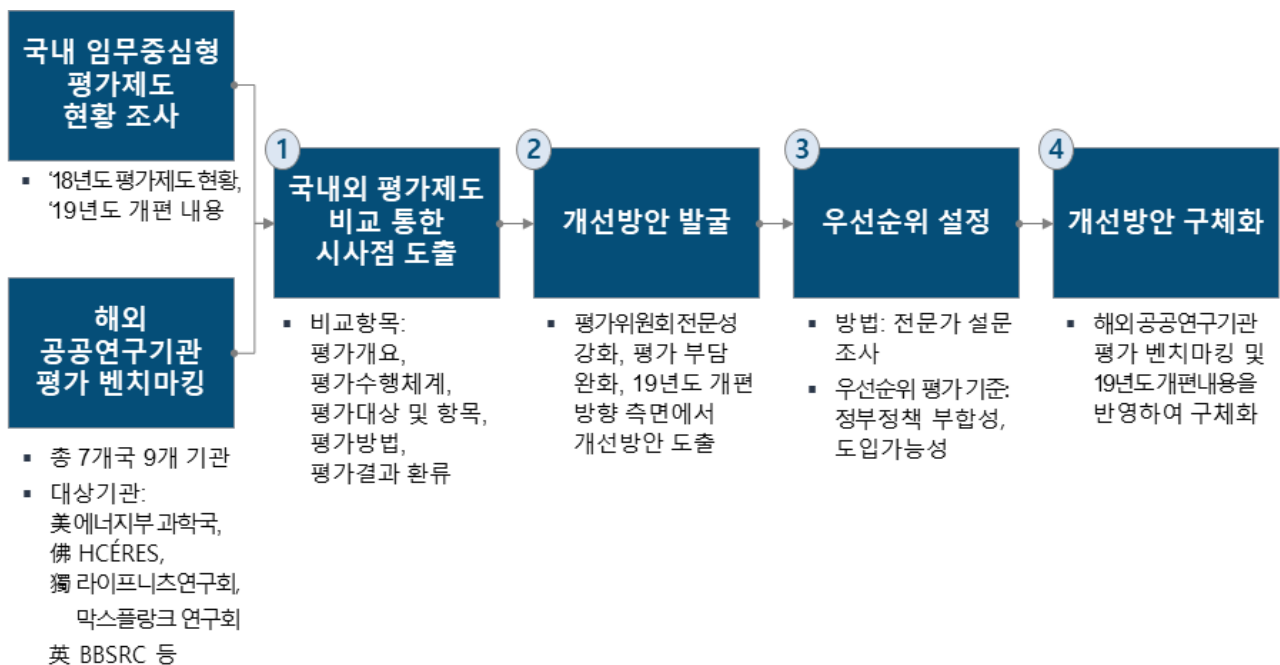 국내 임무중심형
평가제도
현황 조사
▪ ‘18년도 평가제도 현황,
‘19년도 개편 내용
해외
공공연구기관
평가 벤치마킹
▪ 총 7개국 9개 기관
▪ 대상기관:
美 에너지부 과학국,
佛 HCÉRES,
獨 라이프니츠연구회,
막스플랑크 연구회
英 BBSRC 등
1
국내외 평가제도
비교 통한
시사점 도출
▪ 비교항목:
평가개요,
평가수행체계,
평가대상 및 항목,
평가방법,
평가결과 환류
2
개선방안 발굴
▪ 평가위원회 전문성
강화, 평가 부담
완화, 19년도 개편
방향 측면에서
개선방안 도출
3
우선순위 설정
▪ 방법: 전문가 설문
조사
▪ 우선순위 평가 기준:
정부정책 부합성,
도입가능성
4
개선방안 구체화
▪ 해외 공공연구기관
평가 벤치마킹 및
19년도 개편내용을
반영하여 구체화